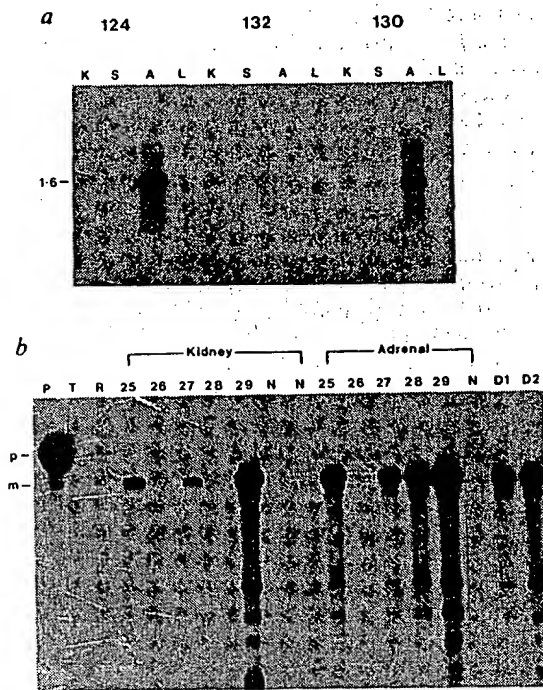 a
124 132 130
K S A L K S A L K S A L
1·6
b
Kidney Adrenal
P T R 25 26 27 28 29 N N 25 26 27 28 29 N D1 D2
p
m